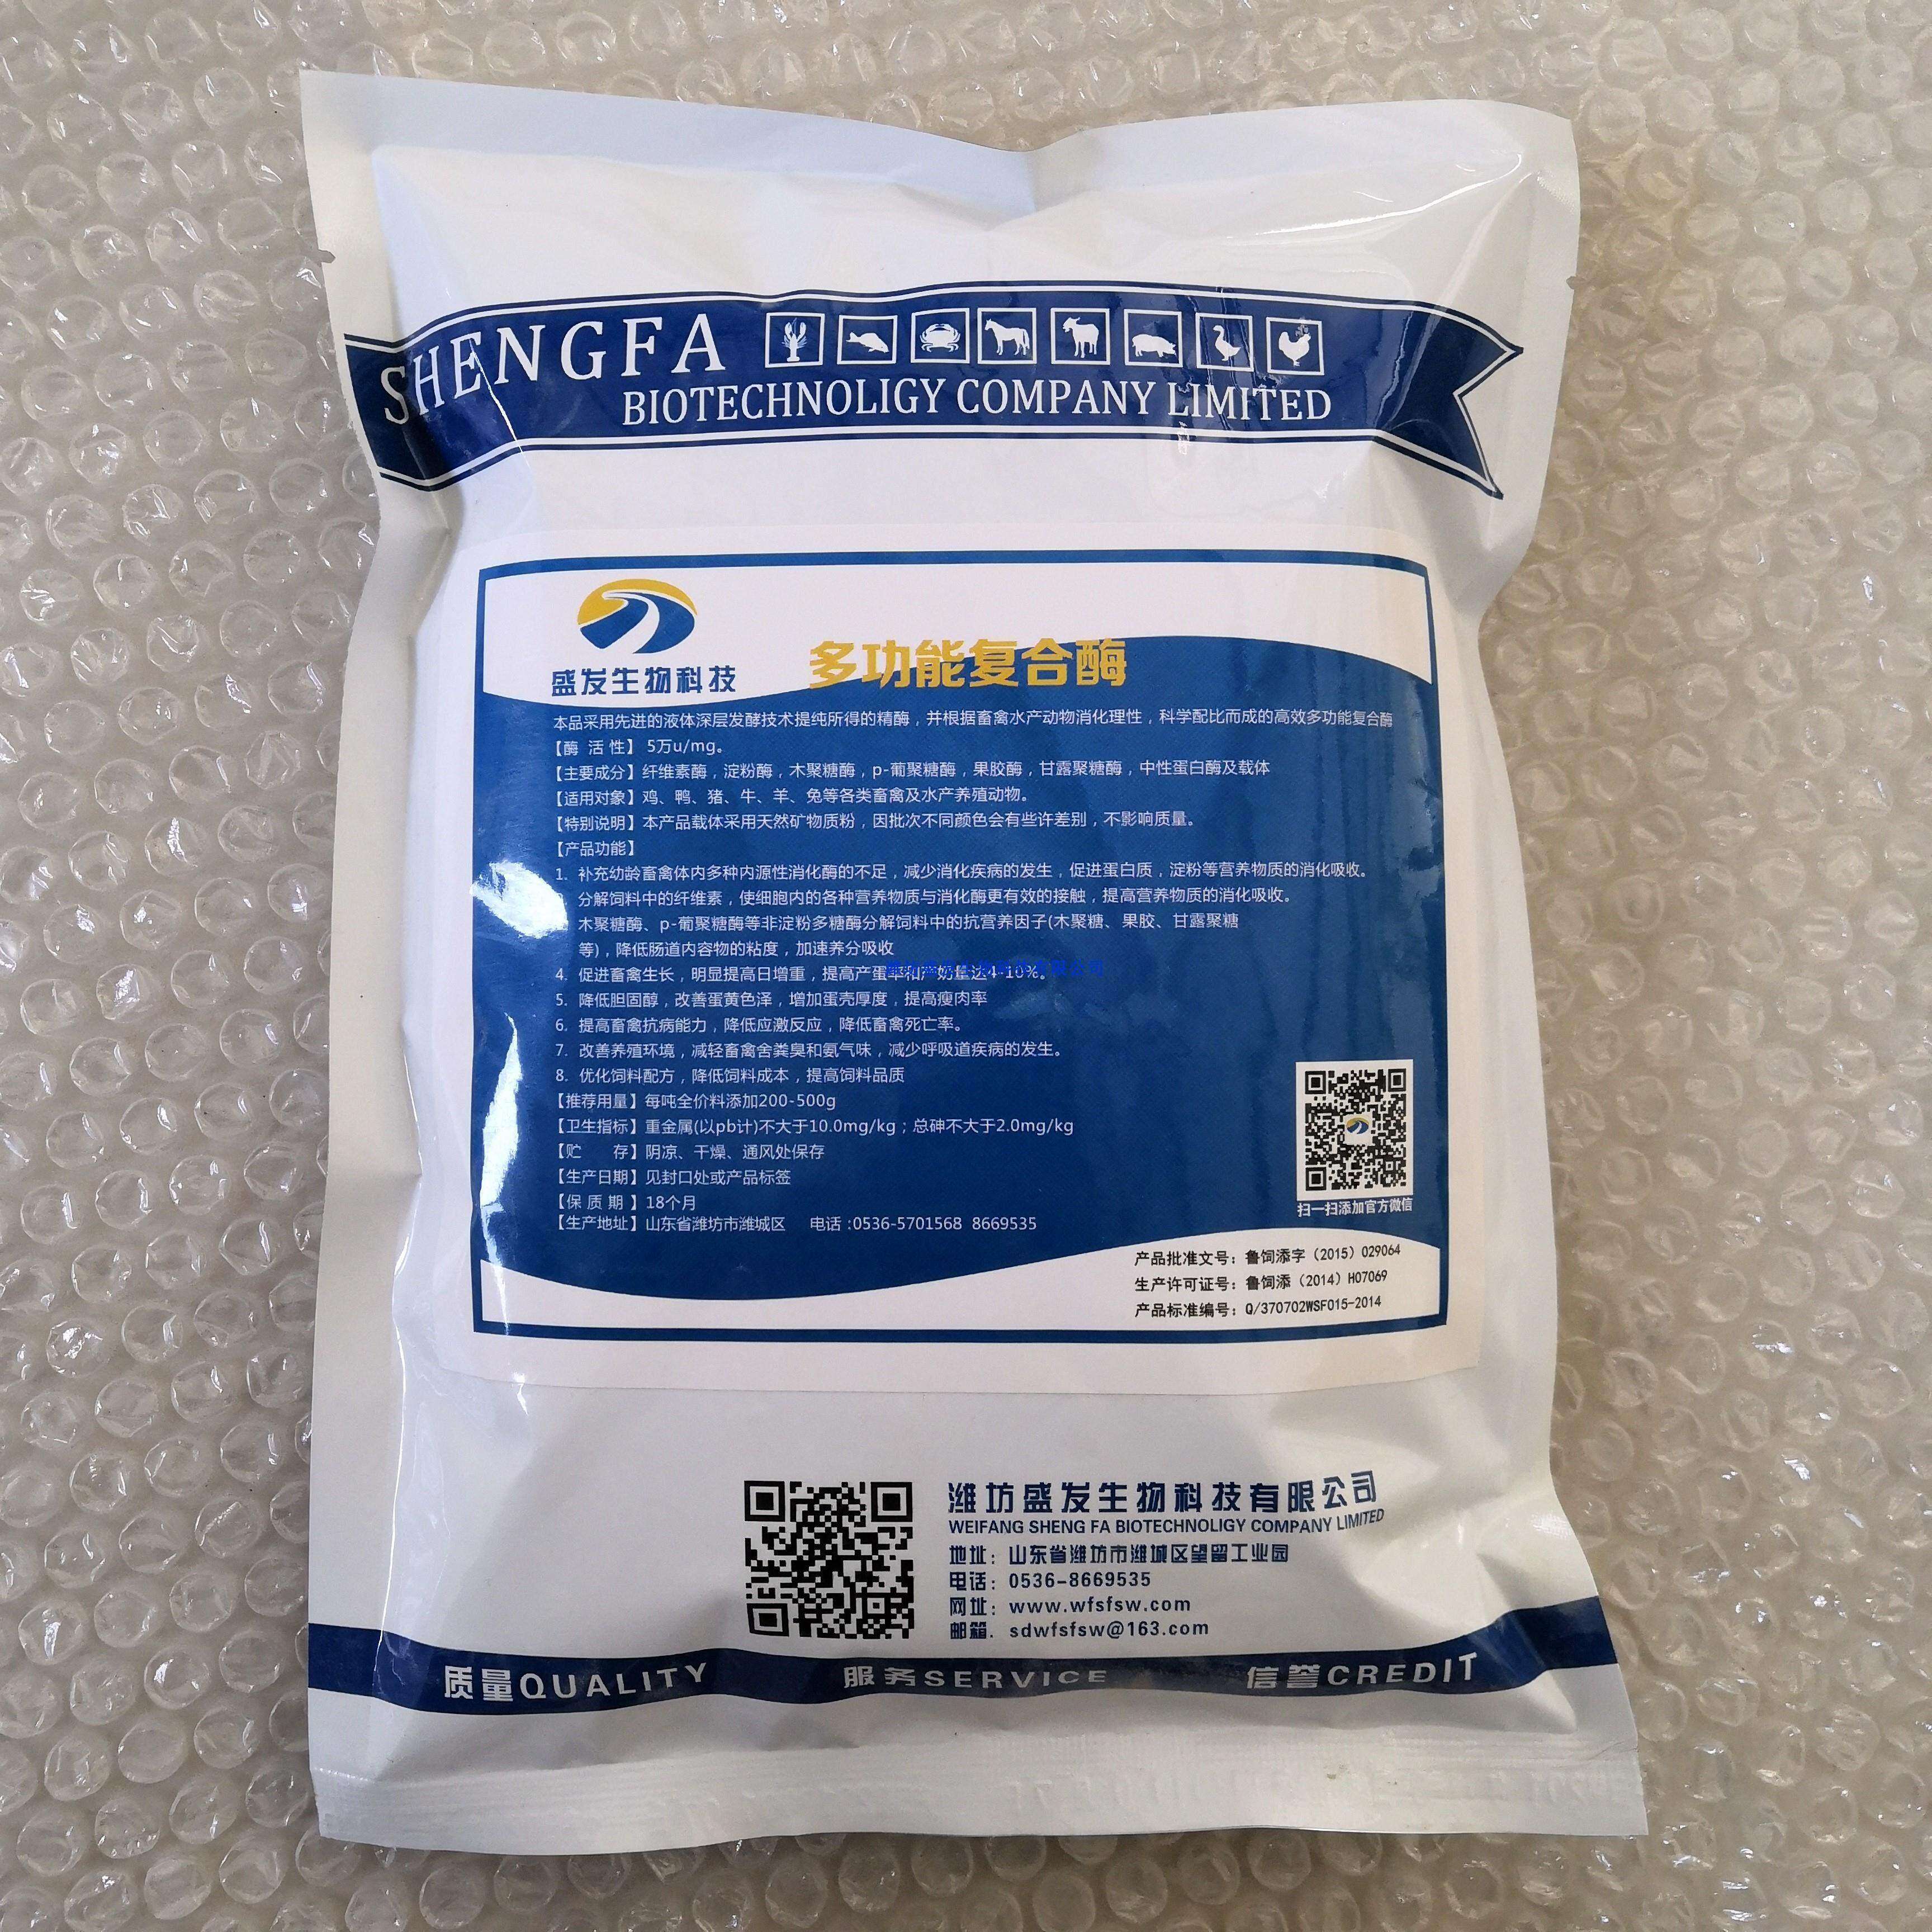 SHENGFA
BIOTECHNOLIGY COMPANY LIMITED
盛发生物科技
多功能复合酶
本品采用先进的液体深层发酵技术提纯所得的精酶，并根据畜禽水产动物消化理性，科学配比而成的高效多功能复合酶
【酶 活 性】 5万u/mg。
【主要成分】纤维素酶，淀粉酶，木聚糖酶，p-葡聚糖酶，果胶酶，甘露聚糖酶，中性蛋白酶及载体
【适用对象】鸡、鸭、猪、牛、羊、兔等各类畜禽及水产养殖动物。
【特别说明】本产品载体采用天然矿物质粉，因批次不同颜色会有些许差别，不影响质量。
【产品功能】
1. 补充幼龄畜禽体内多种内源性消化酶的不足，减少消化疾病的发生，促进蛋白质，淀粉等营养物质的消化吸收。
分解饲料中的纤维素，使细胞内的各种营养物质与消化酶更有效的接触，提高营养物质的消化吸收。
木聚糖酶、p-葡聚糖酶等非淀粉多糖酶分解饲料中的抗营养因子(木聚糖、果胶、甘露聚糖
等)，降低肠道内容物的粘度，加速养分吸收
4. 促进畜禽生长，明显提高日增重，提高产蛋率和产奶量达4-10%。
5. 降低胆固醇，改善蛋黄色泽，增加蛋壳厚度，提高瘦肉率
6. 提高畜禽抗病能力，降低应激反应，降低畜禽死亡率。
7. 改善养殖环境，减轻畜禽舍粪臭和氨气味，减少呼吸道疾病的发生。
8. 优化饲料配方，降低饲料成本，提高饲料品质
【推荐用量】每吨全价料添加200-500g
【卫生指标】重金属(以pb计)不大于10.0mg/kg；总砷不大于2.0mg/kg
【贮 存】阴凉、干燥、通风处保存
【生产日期】见封口处或产品标签
【保 质 期 】18个月
【生产地址】山东省潍坊市潍城区 电话:0536-5701568 8669535
扫一扫添加官方微信
产品批准文号：鲁饲添字（2015）029064
生产许可证号：鲁饲添（2014）H07069
产品标准编号：Q/370702WSF015-2014
潍坊盛发生物科技有限公司
WEIFANG SHENG FA BIOTECHNOLIGY COMPANY LIMITED
地址：山东省潍坊市潍城区望留工业园
电话：0536-8669535
网址：www.wfsfsw.com
邮箱. sdwfsfsw@163.com
质量QUALITY 服务SERVICE 信誉CREDIT